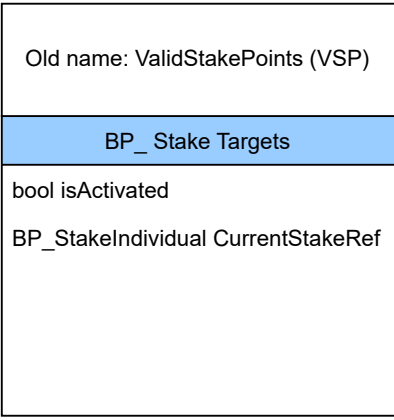 Old name: ValidStakePoints (VSP)
BP_ Stake Targets
bool isActivated
BP_StakeIndividual CurrentStakeRef